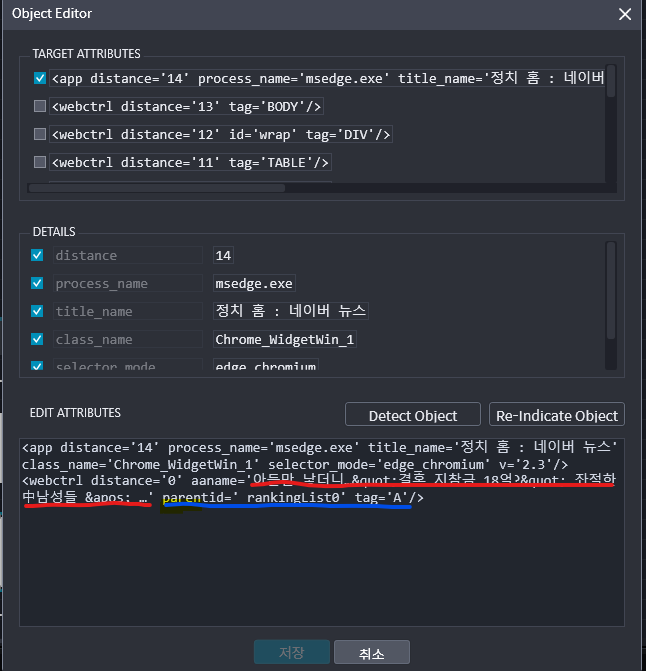 Object Editor
TARGET ATTRIBUTES
<app distance='14' process_name='msedge.exe' title_name='정치 홈 : 네이버
<webctrl distance='13' tag='BODY'/>
<webctrl distance='12' id='wrap' tag='DIV'/>
<webctrl distance='11' tag='TABLE'/>
DETAILS
distance 14
process_name msedge.exe
title_name 정치 홈 : 네이버 뉴스
class_name Chrome_WidgetWin_1
selector_mode edge_chromium
EDIT ATTRIBUTES Detect Object Re-Indicate Object
<app distance='14' process_name='msedge.exe' title_name='정치 홈 : 네이버 뉴스'
class_name='Chrome_WidgetWin_1' selector_mode='edge_chromium' v='2.3'/>
<webctrl distance='0' aaname='아들만 낳더니 &quot;결혼 지참금 18억?&quot; 좌절한
中남성들 &apos; …' parentid='_rankingList0' tag='A'/>
저장 취소